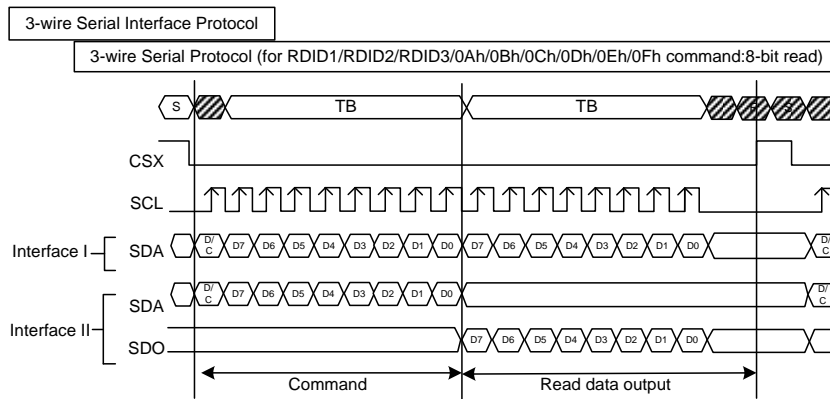 3-wire Serial Interface Protocol
3-wire Serial Protocol (for RDID1/RDID2/RDID3/0Ah/0Bh/0Ch/0Dh/0Eh/0Fh command:8-bit read)
S TB TB P S
CSX
SCL
Interface I SDA D/C D7 D6 D5 D4 D3 D2 D1 D0 D7 D6 D5 D4 D3 D2 D1 D0 D/C
SDA D/C D7 D6 D5 D4 D3 D2 D1 D0 D/C
Interface II
SDO D7 D6 D5 D4 D3 D2 D1 D0
Command Read data output